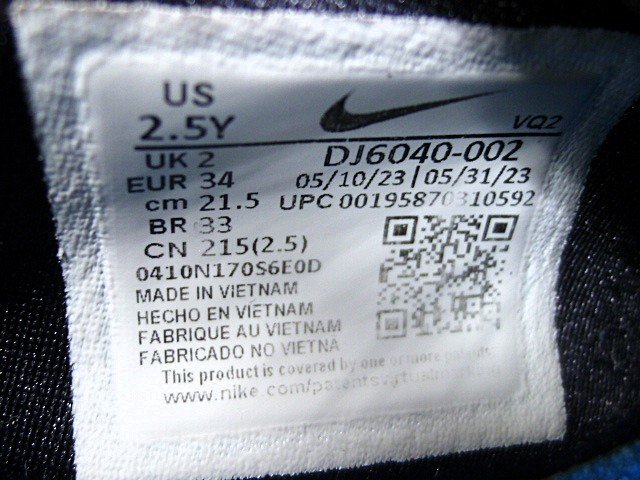 US
2.5Y
VQ2
UK 2
DJ6040-002
EUR 34
05/10/23 | 05/31/23
cm 21.5
UPC 00195870310592
BR 33
CN 215(2.5)
0410N170S6E0D
MADE IN VIETNAM
HECHO EN VIETNAM
FABRIQUE AU VIETNAM
FABRICADO NO VIETNA
This product is covered by one or more patents
www.nike.com/patents